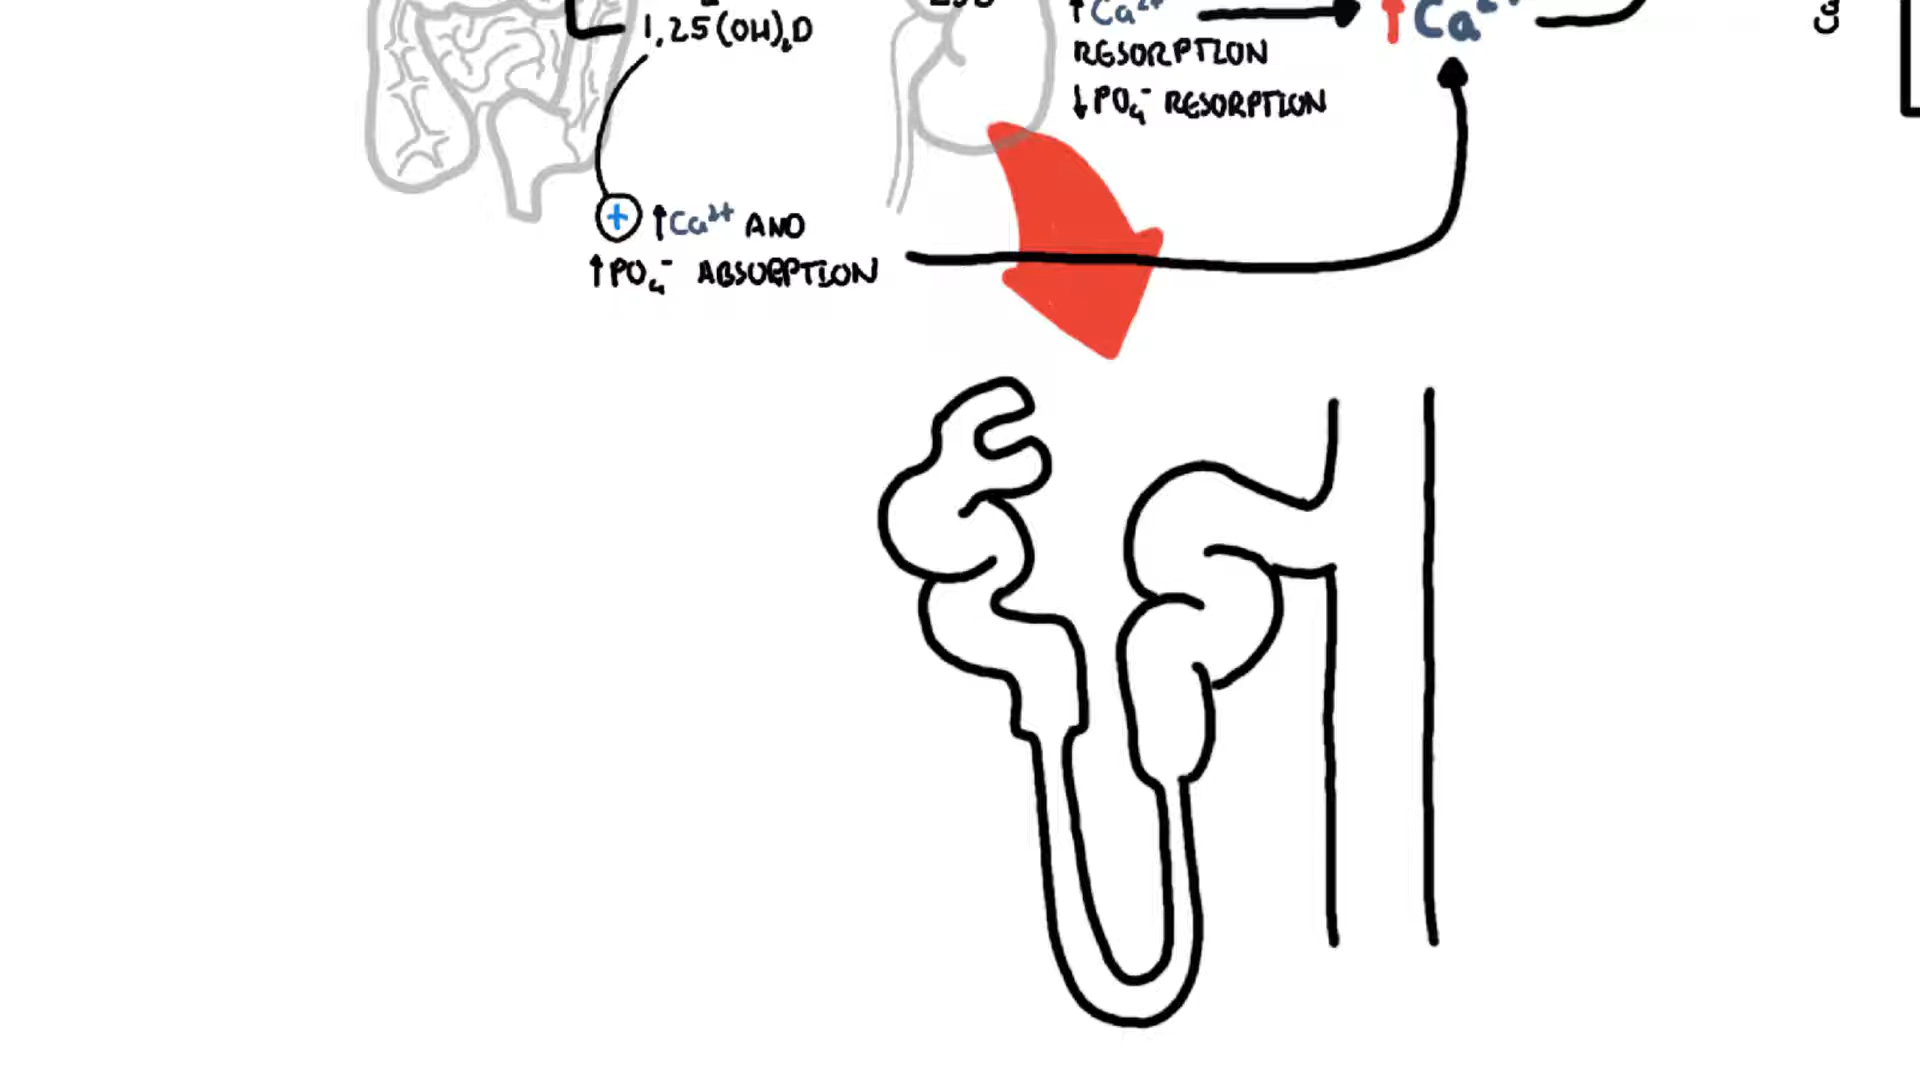 1,25(OH)₂D
↑Ca²⁺
RESORPTION
↓PO₄⁻ RESORPTION
↑Ca²⁺
+ ↑Ca²⁺ AND
↑PO₄⁻ ABSORPTION